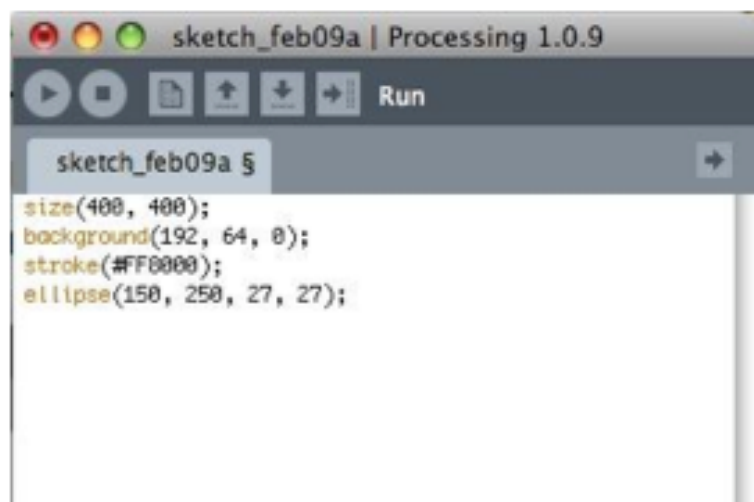 sketch_feb09a | Processing 1.0.9
Run
sketch_feb09a §
size(400, 400);
background(192, 64, 0);
stroke(#FF8000);
ellipse(150, 250, 27, 27);